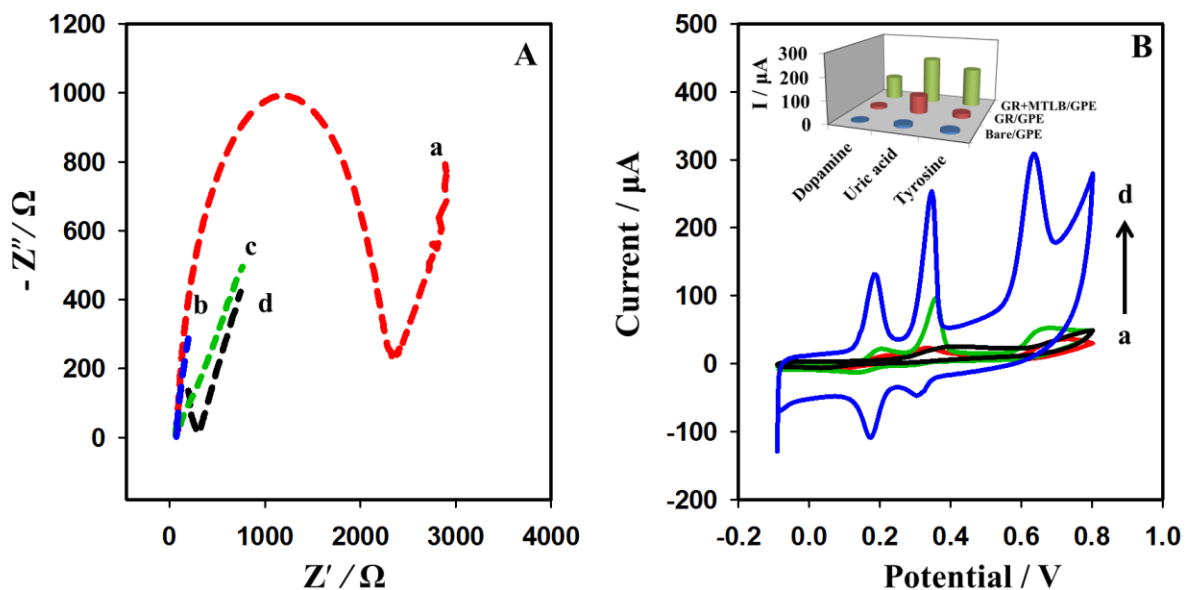 A
1200
1000
800
600
400
200
0
- Z″/ Ω
a
b
c
d
0
1000
2000
3000
4000
Z′ / Ω
B
500
400
300
200
100
0
-100
-200
Current / μA
300
200
100
0
I / μA
GR+MTLB/GPE
GR/GPE
Bare/GPE
Dopamine
Uric acid
Tyrosine
d
a
-0.2
0.0
0.2
0.4
0.6
0.8
1.0
Potential / V